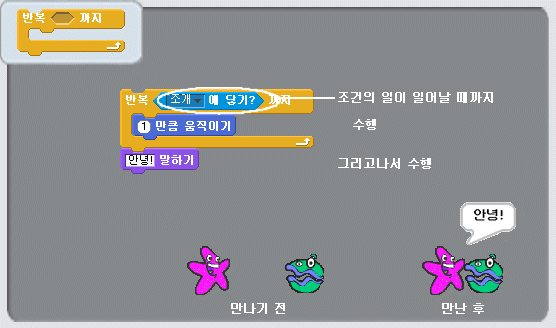 반복 까지
반복 조개 에 닿기? 까지
조건의 일이 일어날 때까지
1 만큼 움직이기
수행
안녕! 말하기
그리고나서 수행
안녕!
만나기 전
만난 후